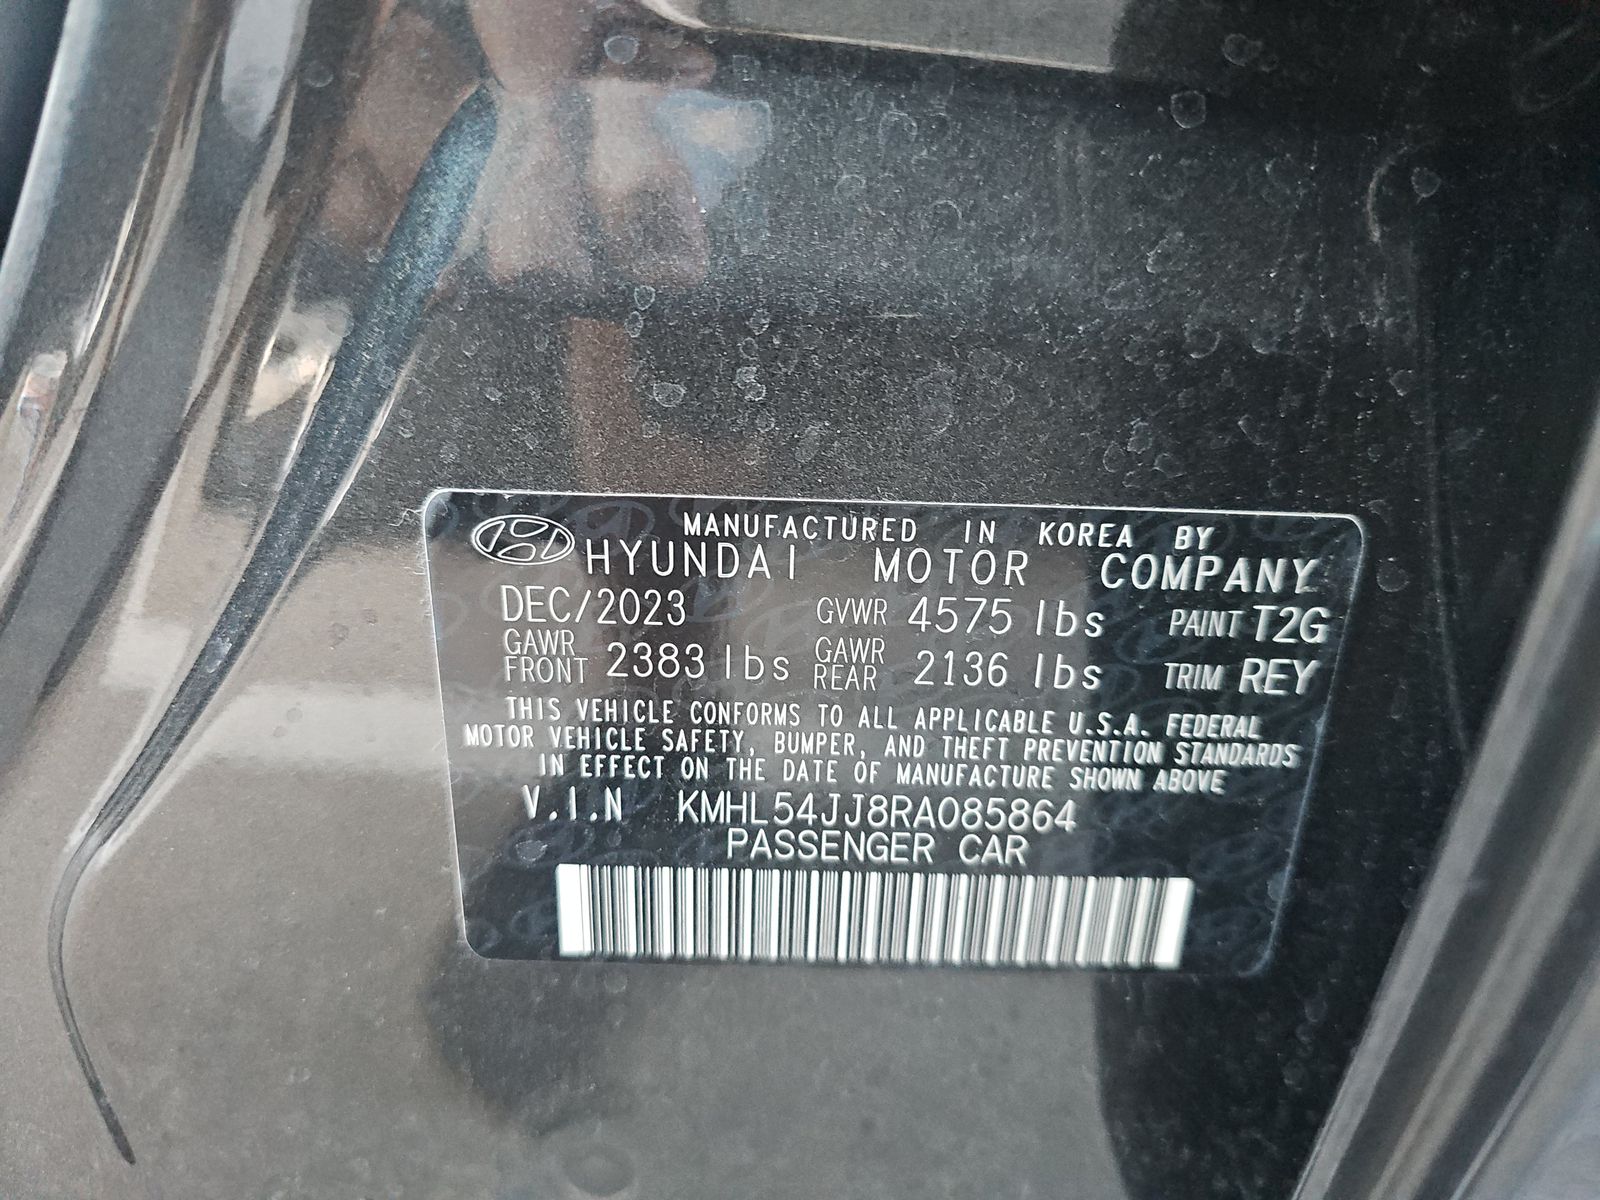 MANUFACTURED IN KOREA BY
HYUNDAI MOTOR COMPANY
DEC/2023 GVWR 4575 lbs PAINT T2G
GAWR FRONT 2383 lbs GAWR REAR 2136 lbs TRIM REY
THIS VEHICLE CONFORMS TO ALL APPLICABLE U.S.A. FEDERAL
MOTOR VEHICLE SAFETY, BUMPER, AND THEFT PREVENTION STANDARDS
IN EFFECT ON THE DATE OF MANUFACTURE SHOWN ABOVE
V.I.N KMHL54JJ8RA085864
PASSENGER CAR